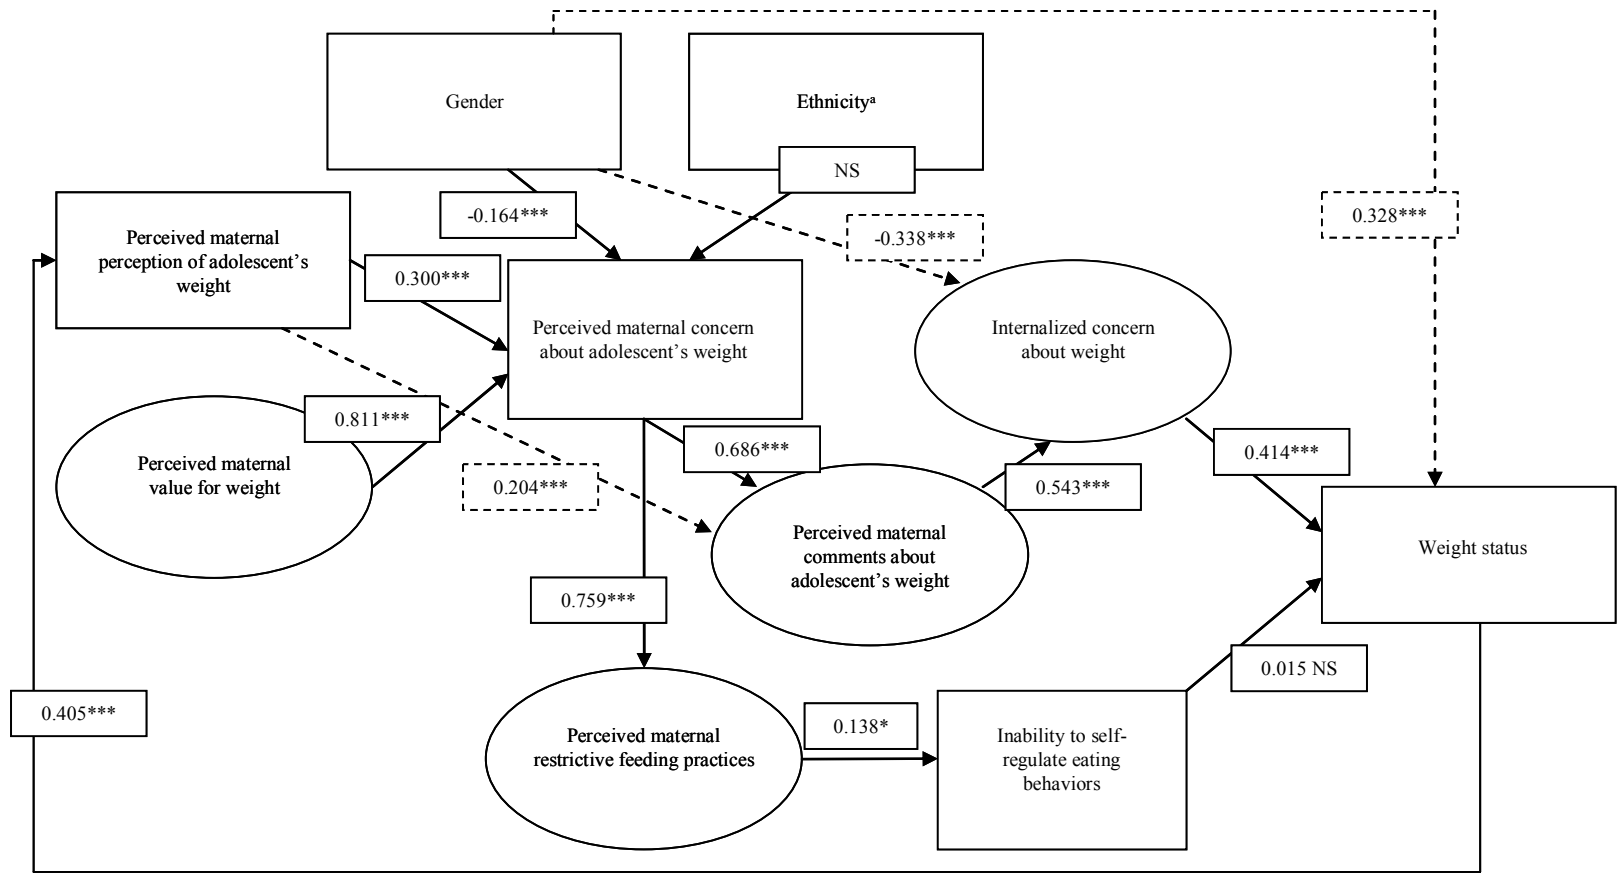 Gender
Ethnicityᵃ
NS
-0.164***
0.328***
-0.338***
Perceived maternal
perception of adolescent’s
weight
0.300***
Perceived maternal concern
about adolescent’s weight
Internalized concern
about weight
0.811***
Perceived maternal
value for weight
0.686***
0.414***
0.204***
0.543***
Perceived maternal
comments about
adolescent’s weight
Weight status
0.759***
0.015 NS
0.405***
Perceived maternal
restrictive feeding practices
0.138*
Inability to self-
regulate eating
behaviors